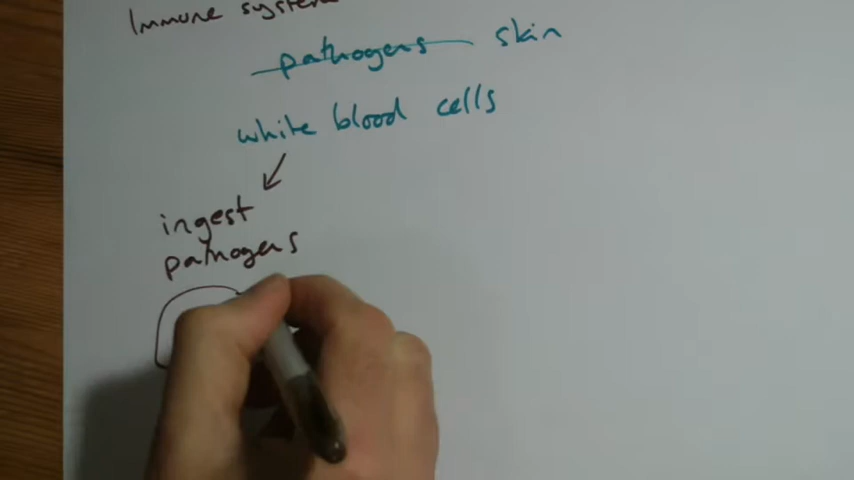 Immune system
pathogens skin
white blood cells
ingest
pathogens